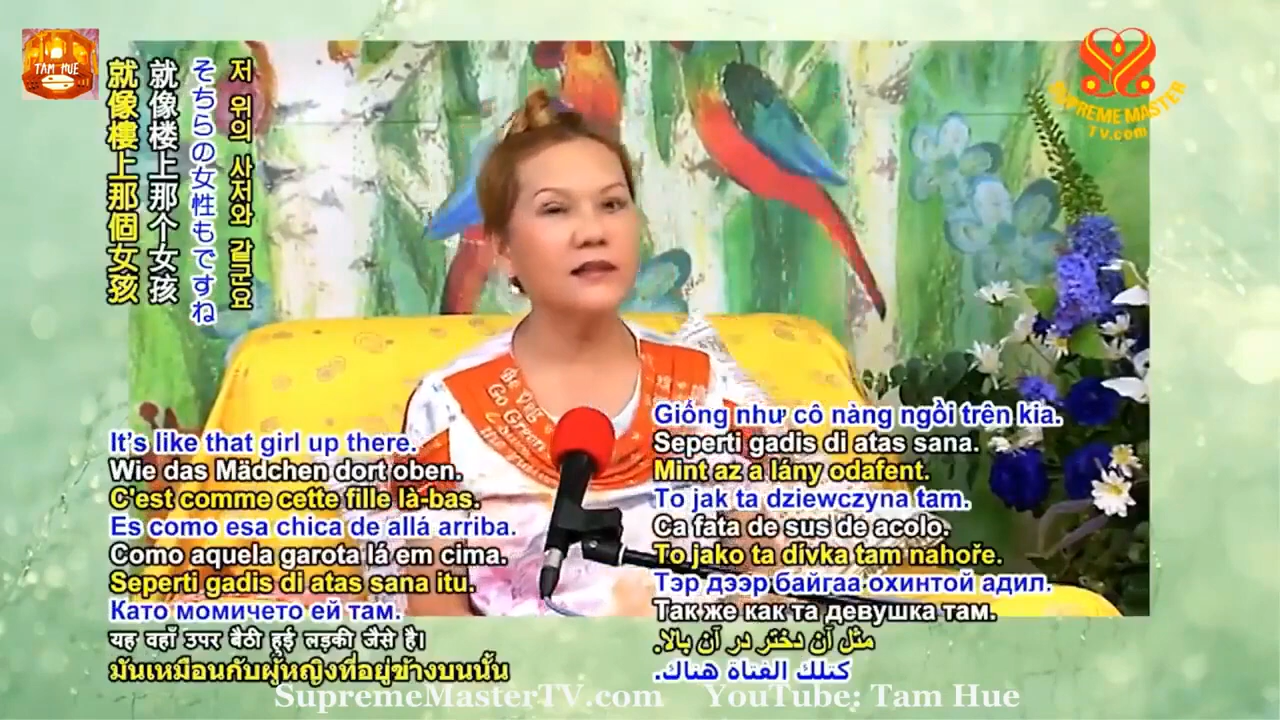 TAM HUE
就像樓上那個女孩
就像楼上那个女孩
そちらの女性もですね
저 위의 사저와 같군요
SUPREME MASTER
TV.com
Be Veg
Go Green
It's like that girl up there.
Wie das Mädchen dort oben.
C'est comme cette fille là-bas.
Es como esa chica de allá arriba.
Como aquela garota lá em cima.
Seperti gadis di atas sana itu.
Като момичето ей там.
यह वहाँ उपर बैठी हुई लड़की जैसे है।
มันเหมือนกับผู้หญิงที่อยู่ข้างบนนั้น
Giống như cô nàng ngồi trên kia.
Seperti gadis di atas sana.
Mint az a lány odafent.
To jak ta dziewczyna tam.
Ca fata de sus de acolo.
To jako ta dívka tam nahoře.
Тэр дээр байгаа охинтой адил.
Так же как та девушка там.
مثل آن دختر در آن بالا.
كتلك الفتاة هناك.
SupremeMasterTV.com YouTube: Tam Hue